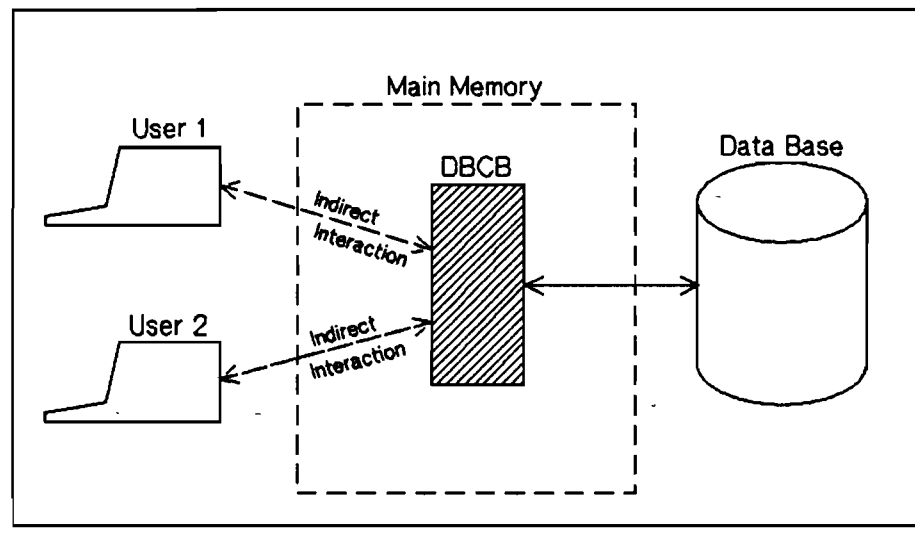 Main Memory
User 1
DBCB
Data Base
Indirect
Interaction
User 2
Indirect
Interaction